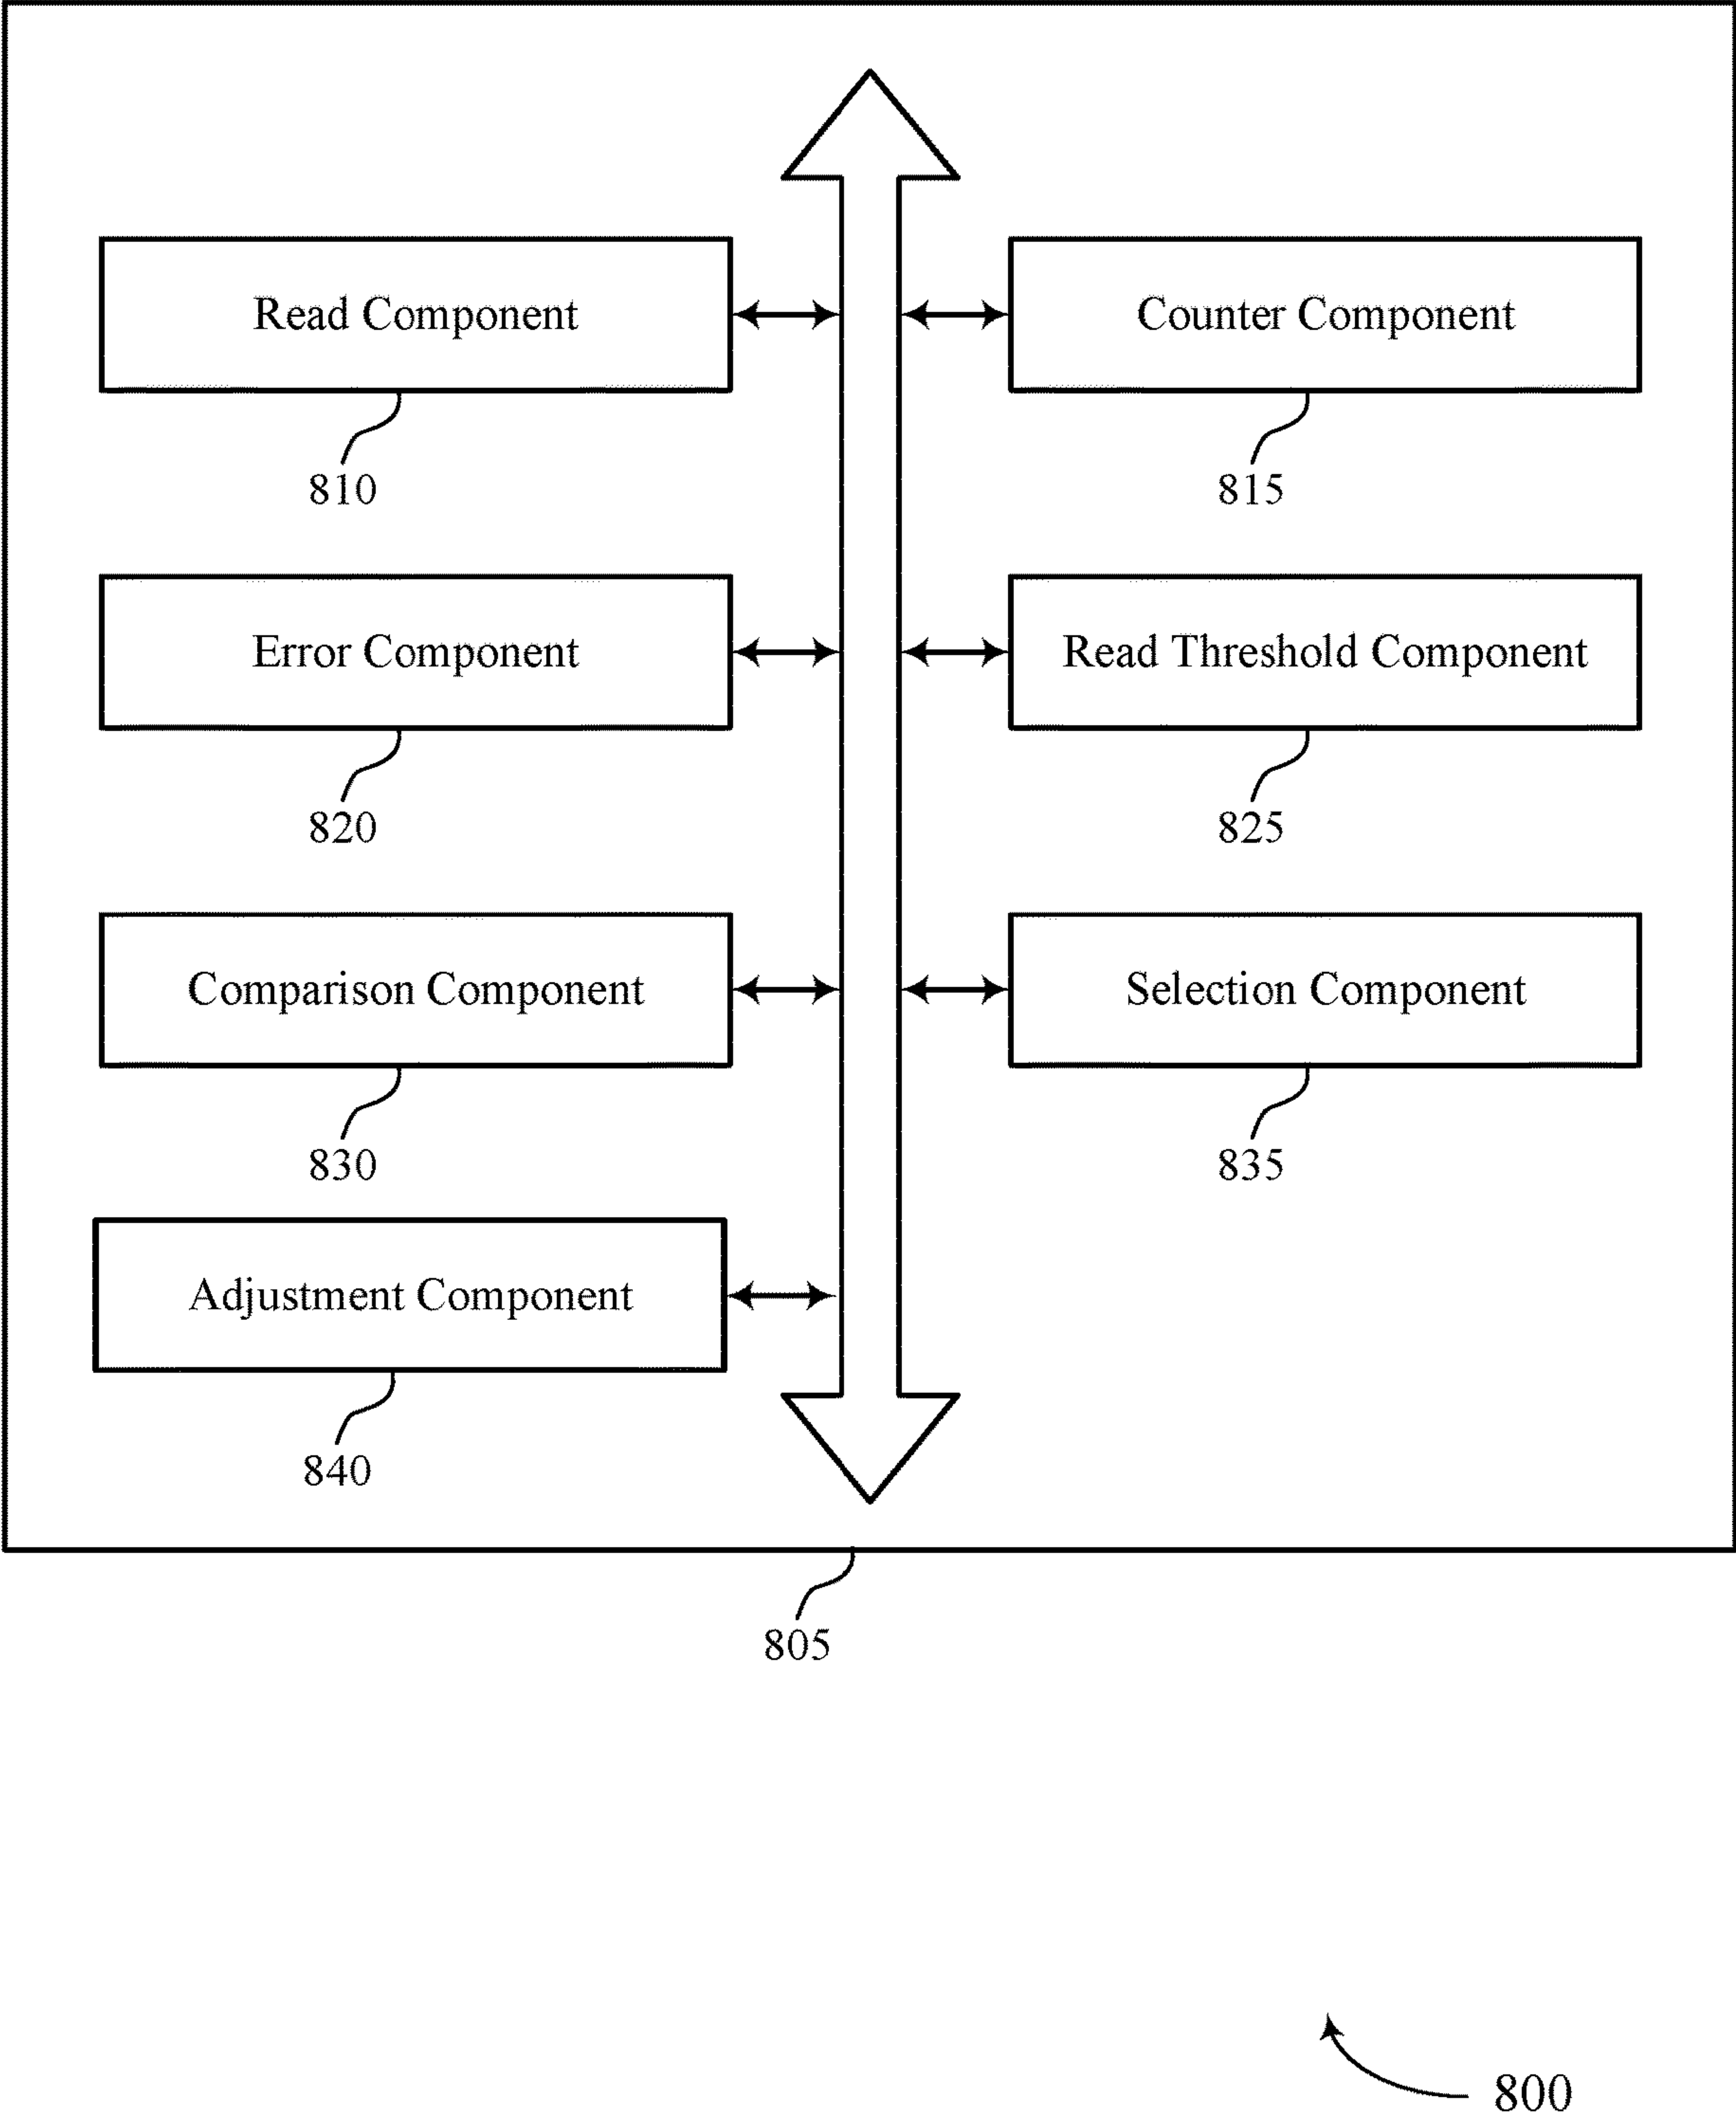 Read Component
810
Counter Component
815
Error Component
820
Read Threshold Component
825
Comparison Component
830
Selection Component
835
Adjustment Component
840
805
800